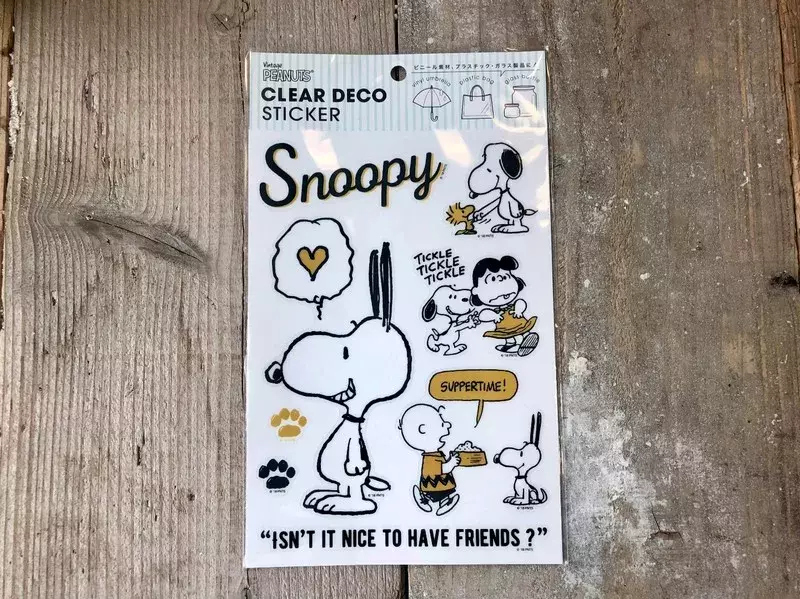 Vintage
PEANUTS
CLEAR DECO
STICKER
ビニール素材、プラスチック・ガラス製品に!
vinyl umbrella
plastic bag
glass bottle
Snoopy
TICKLE
TICKLE
TICKLE
SUPPERTIME!
“ISN'T IT NICE TO HAVE FRIENDS ?”